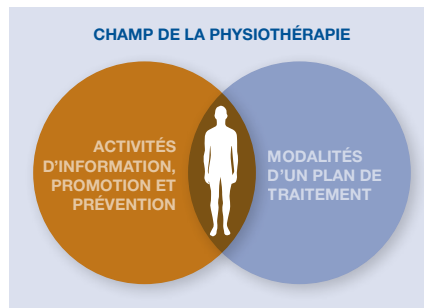 CHAMP DE LA PHYSIOTHÉRAPIE
ACTIVITÉS
D'INFORMATION,
PROMOTION ET
PRÉVENTION
MODALITÉS
D'UN PLAN DE
TRAITEMENT